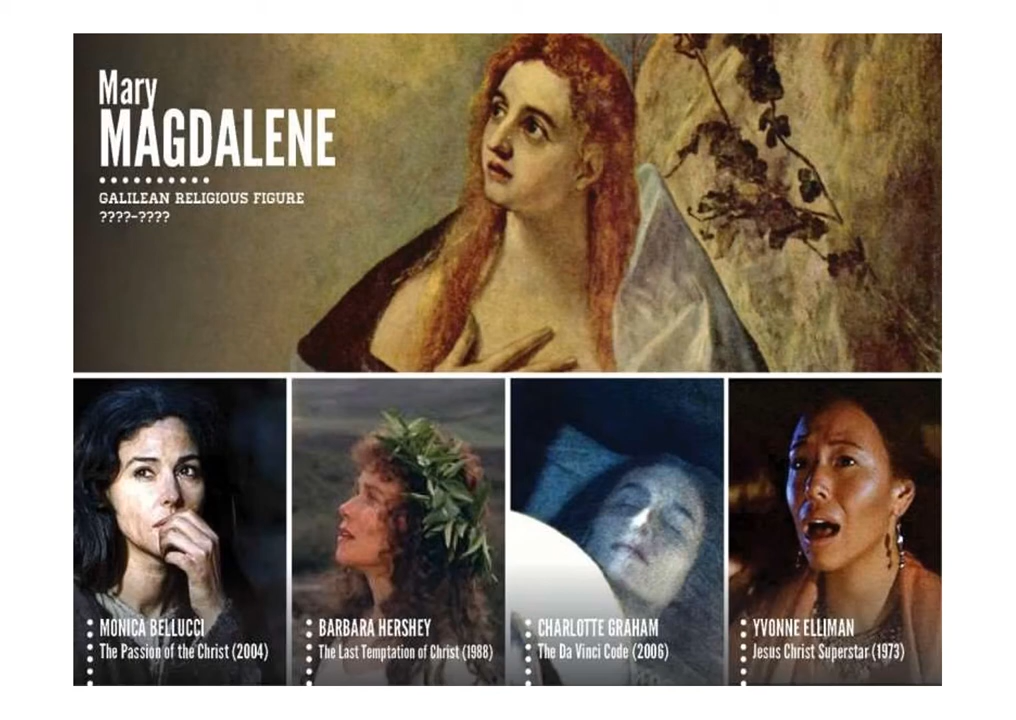 Mary
MAGDALENE
GALILEAN RELIGIOUS FIGURE
????-????
MONICA BELLUCCI
The Passion of the Christ (2004)
BARBARA HERSHEY
The Last Temptation of Christ (1988)
CHARLOTTE GRAHAM
The Da Vinci Code (2006)
YVONNE ELLIMAN
Jesus Christ Superstar (1973)